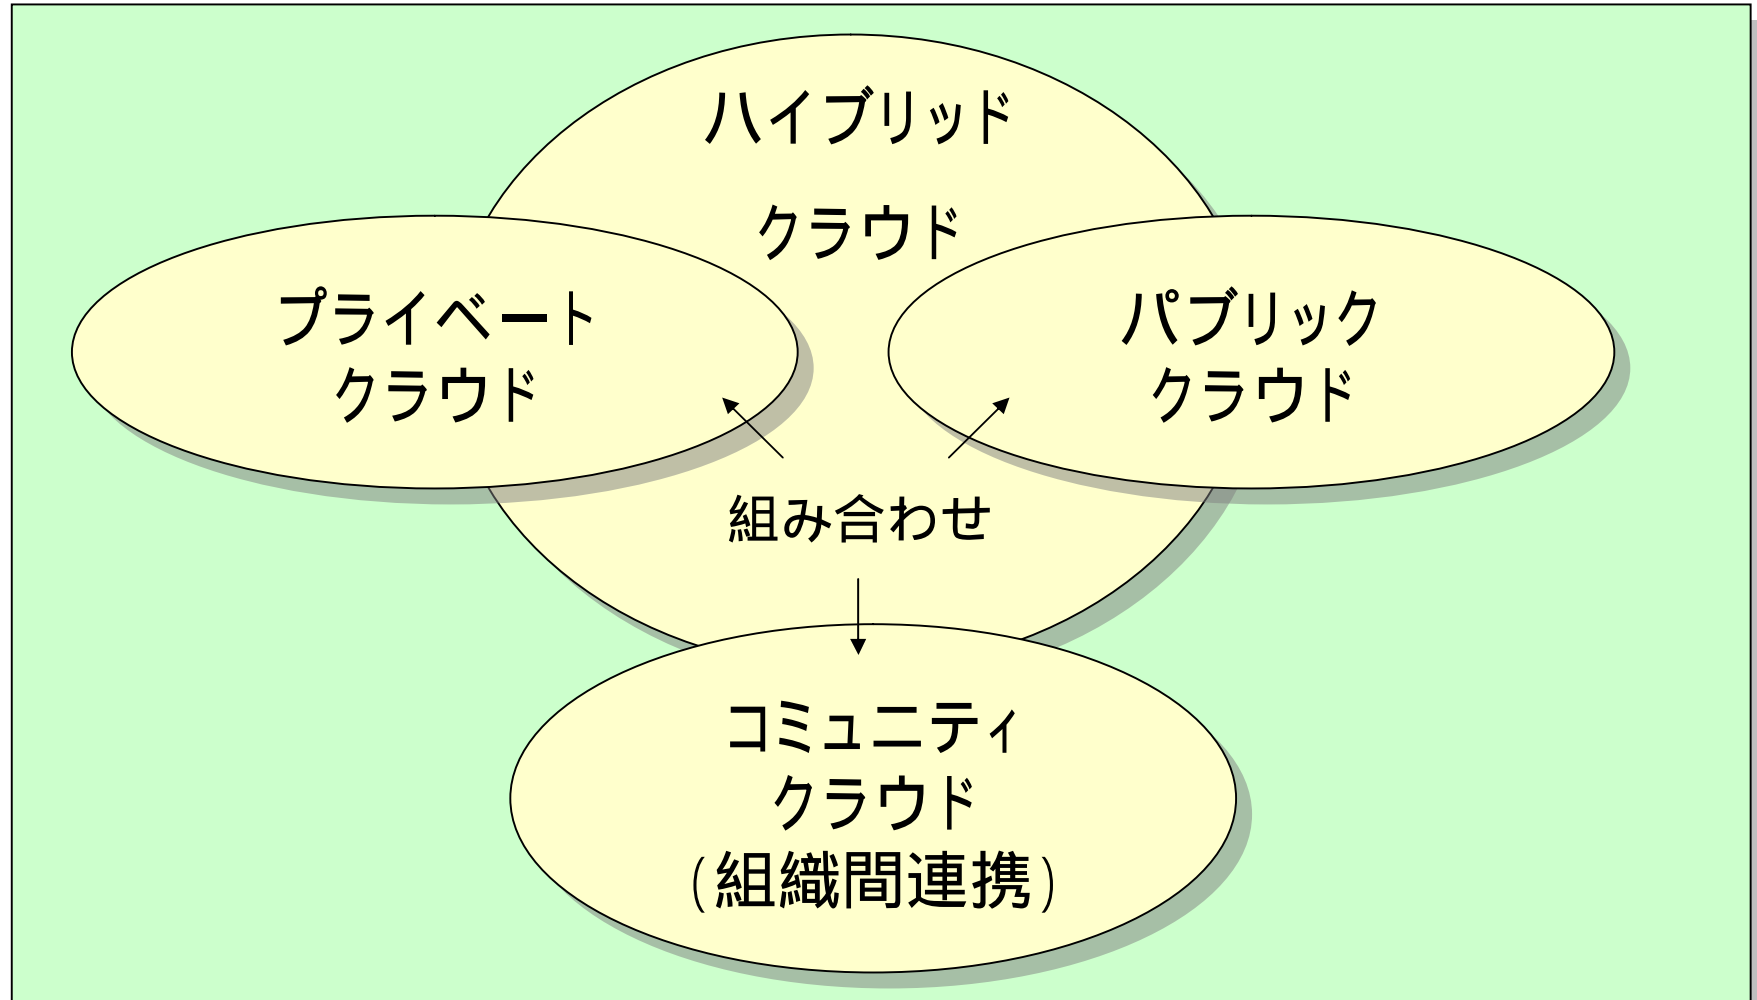 ハイブリッド
クラウド
プライベート
クラウド
パブリック
クラウド
組み合わせ
コミュニティ
クラウド
(組織間連携)